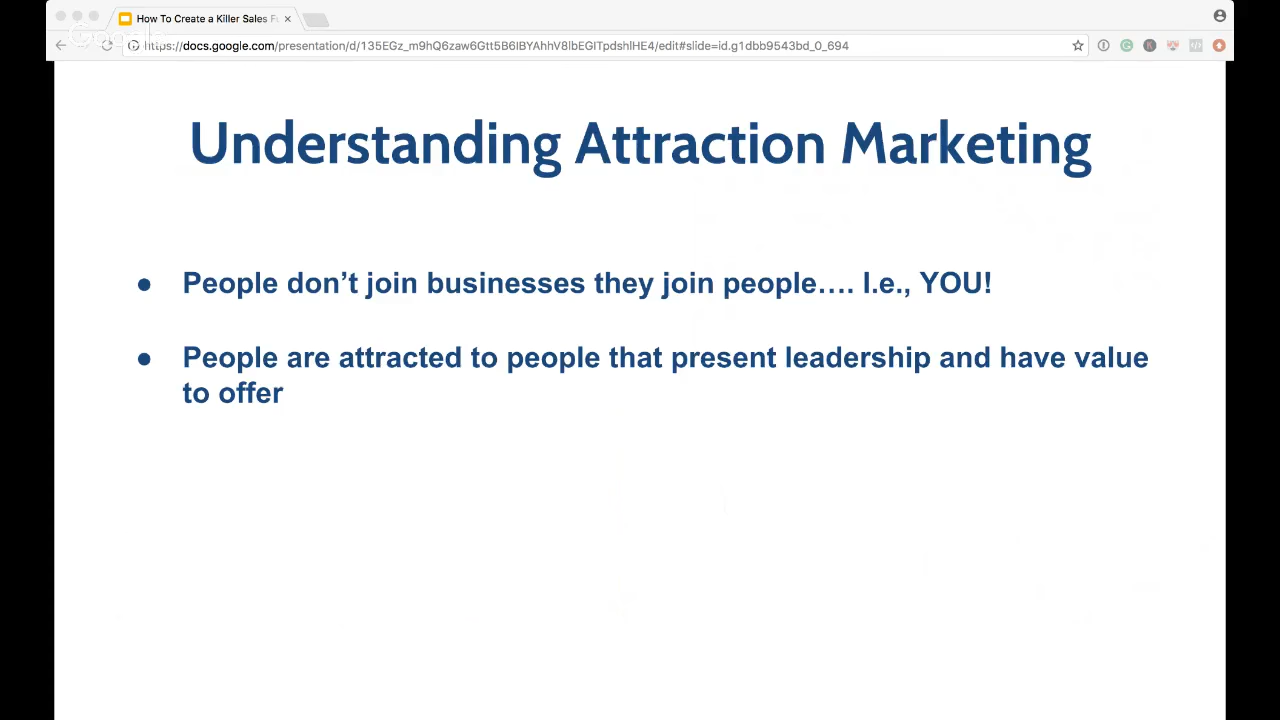 How To Create a Killer Sales F
Google
https://docs.google.com/presentation/d/135EGz_m9hQ6zaw6Gtt5B6lBYAhhV8lbEGlTpdshlHE4/edit#slide=id.g1dbb9543bd_0_694
Understanding Attraction Marketing
● People don’t join businesses they join people…. I.e., YOU!
● People are attracted to people that present leadership and have value
to offer